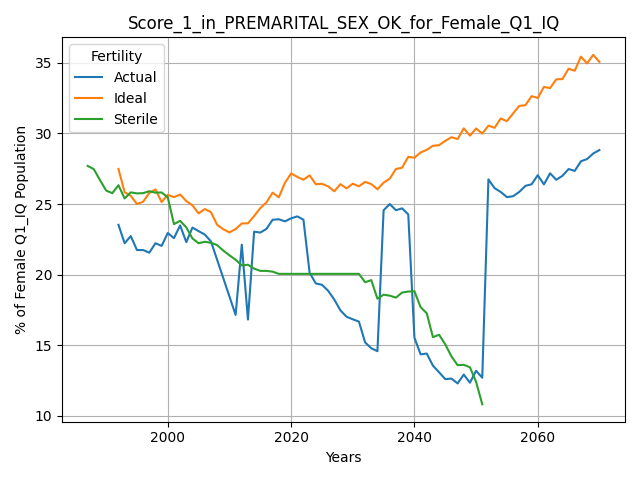 Score_1_in_PREMARITAL_SEX_OK_for_Female_Q1_IQ
Fertility
Actual
Ideal
Sterile
% of Female Q1_IQ Population
35
30
25
20
15
10
2000
2020
2040
2060
Years